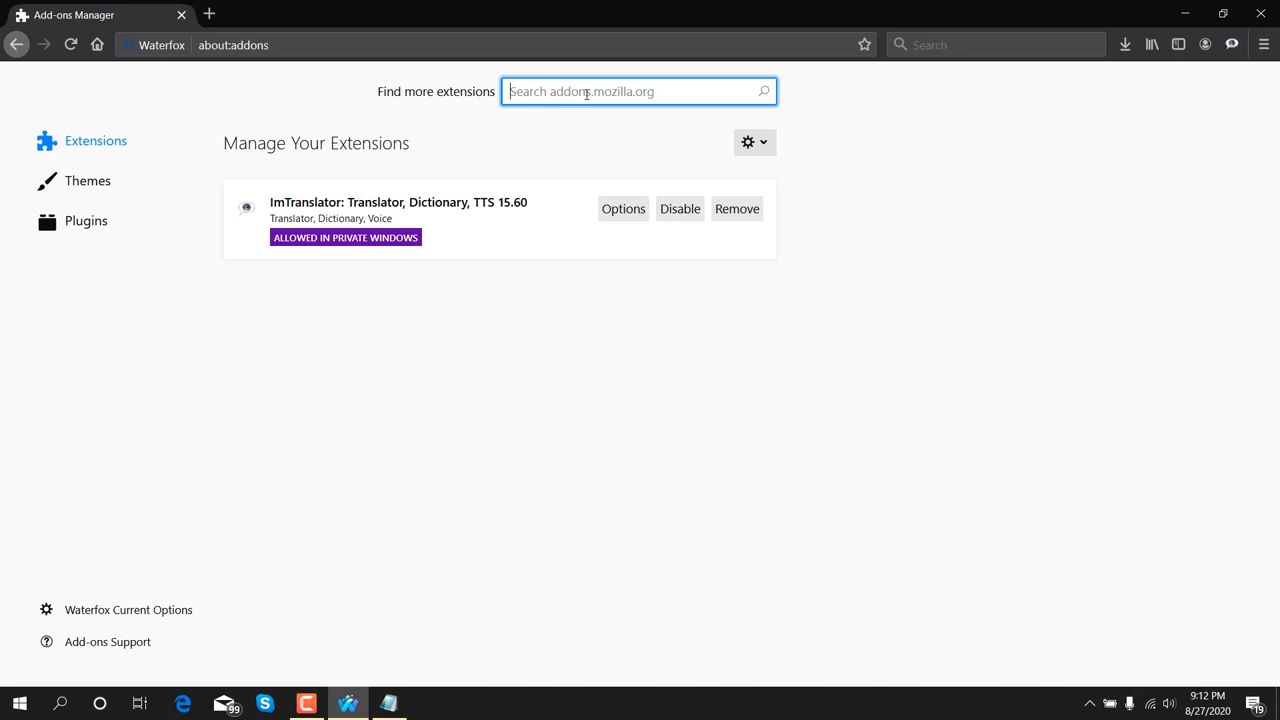 Add-ons Manager
Waterfox
about:addons
Search
Find more extensions
Search addons.mozilla.org
Extensions
Manage Your Extensions
Themes
Plugins
ImTranslator: Translator, Dictionary, TTS 15.60
Translator, Dictionary, Voice
ALLOWED IN PRIVATE WINDOWS
Options
Disable
Remove
Waterfox Current Options
Add-ons Support
99
9:12 PM
8/27/2020
19